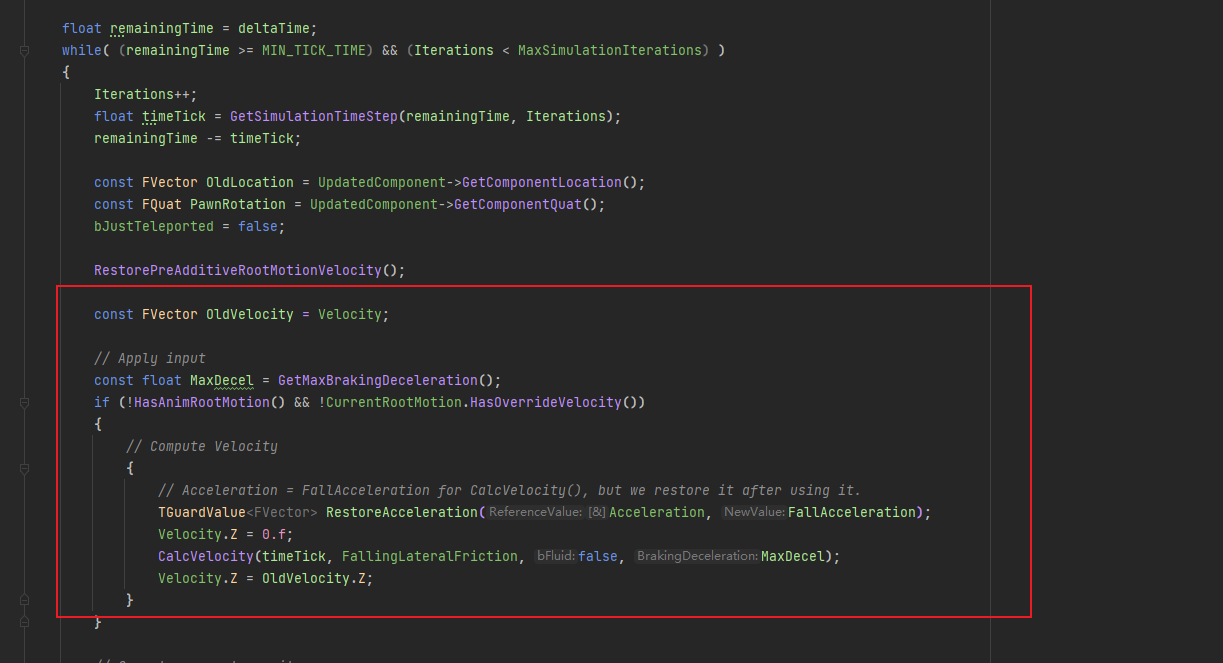 float remainingTime = deltaTime;
while( (remainingTime >= MIN_TICK_TIME) && (Iterations < MaxSimulationIterations) )
{
Iterations++;
float timeTick = GetSimulationTimeStep(remainingTime, Iterations);
remainingTime -= timeTick;
const FVector OldLocation = UpdatedComponent->GetComponentLocation();
const FQuat PawnRotation = UpdatedComponent->GetComponentQuat();
bJustTeleported = false;
RestorePreAdditiveRootMotionVelocity();
const FVector OldVelocity = Velocity;
// Apply input
const float MaxDecel = GetMaxBrakingDeceleration();
if (!HasAnimRootMotion() && !CurrentRootMotion.HasOverrideVelocity())
{
// Compute Velocity
{
// Acceleration = FallAcceleration for CalcVelocity(), but we restore it after using it.
TGuardValue<FVector> RestoreAcceleration( ReferenceValue: [&] Acceleration, NewValue: FallAcceleration);
Velocity.Z = 0.f;
CalcVelocity(timeTick, FallingLateralFriction, bFluid: false, BrakingDeceleration: MaxDecel);
Velocity.Z = OldVelocity.Z;
}
}